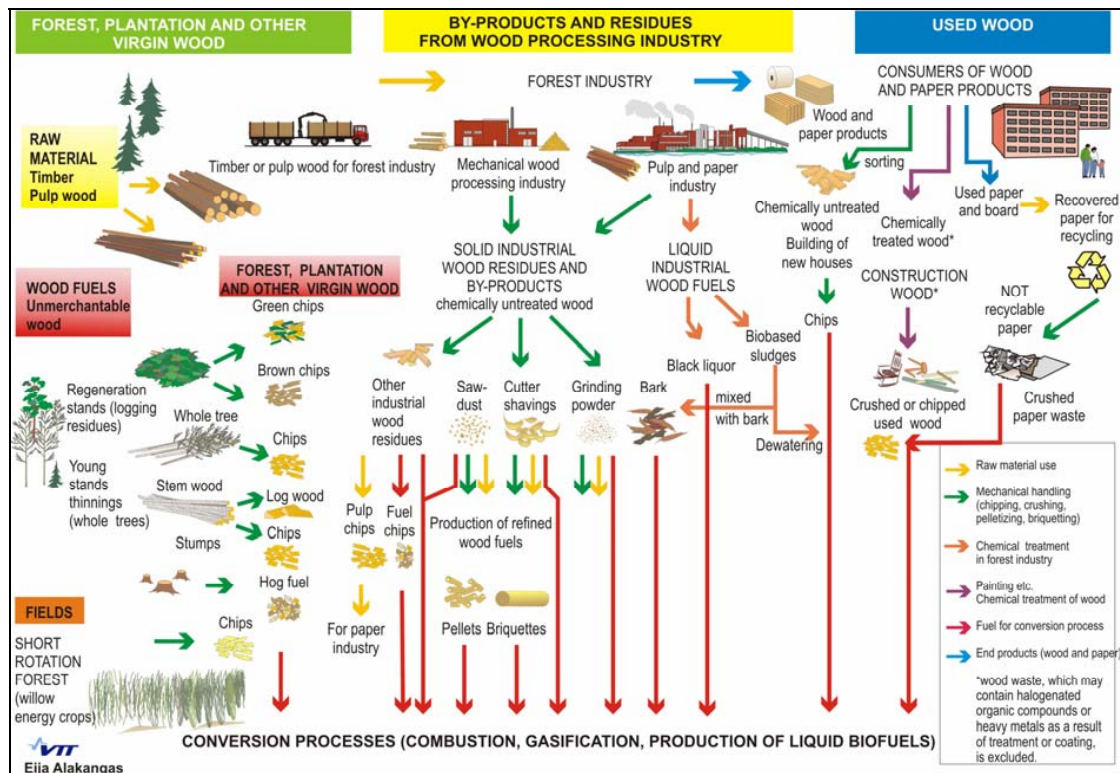 FOREST, PLANTATION AND OTHER
VIRGIN WOOD
BY-PRODUCTS AND RESIDUES
FROM WOOD PROCESSING INDUSTRY
USED WOOD
RAW
MATERIAL
Timber
Pulp wood
Timber or pulp wood for forest industry
FOREST INDUSTRY
Mechanical wood
processing industry
Pulp and paper
industry
Wood and
paper products
CONSUMERS OF WOOD
AND PAPER PRODUCTS
sorting
Chemically untreated
wood
Building of
new houses
Chips
Chemically
treated wood*
CONSTRUCTION
WOOD*
Used paper
and board
Recovered
paper for
recycling
NOT
recyclable
paper
Crushed
paper waste
Crushed or chipped
used wood
WOOD FUELS
Unmerchantable
wood
FOREST, PLANTATION
AND OTHER VIRGIN WOOD
Green chips
Brown chips
Regeneration
stands (logging
residues)
Whole tree
Chips
Young
stands
thinnings
(whole trees)
Stem wood
Log wood
Chips
Stumps
Hog fuel
FIELDS
SHORT
ROTATION
FOREST
(willow
energy crops)
Chips
SOLID INDUSTRIAL
WOOD RESIDUES AND
BY-PRODUCTS
chemically untreated wood
LIQUID
INDUSTRIAL
WOOD FUELS
Black liquor
Biobased
sludges
mixed
with bark
Dewatering
Other
industrial
wood
residues
Saw-
dust
Cutter
shavings
Grinding
powder
Bark
Pulp
chips
Fuel
chips
For paper
industry
Production of refined
wood fuels
Pellets
Briquettes
Raw material use
Mechanical handling
(chipping, crushing,
pelletizing, briquetting)
Chemical treatment
in forest industry
Painting etc.
Chemical treatment of wood
Fuel for conversion process
End products (wood and paper)
*wood waste, which may
contain halogenated
organic compounds or
heavy metals as a result
of treatment or coating,
is excluded.
CONVERSION PROCESSES (COMBUSTION, GASIFICATION, PRODUCTION OF LIQUID BIOFUELS)
VTT
Eija Alakangas